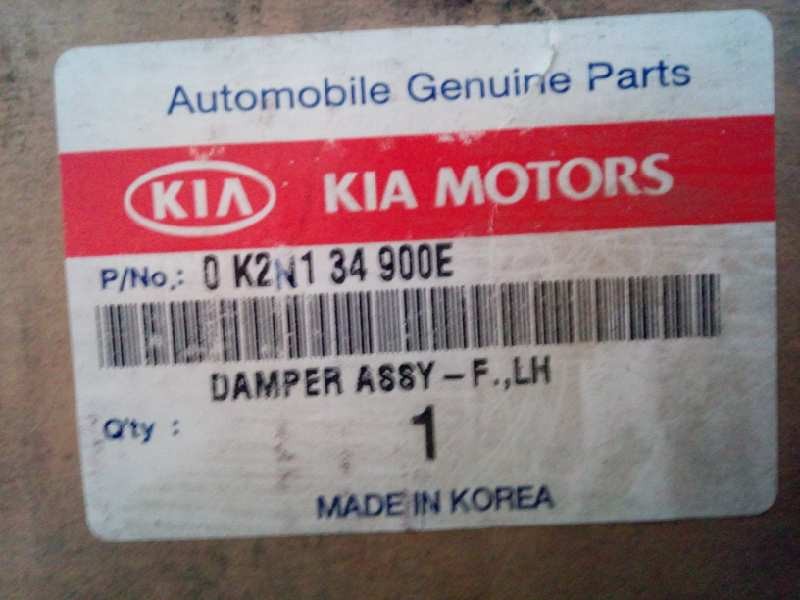 Automobile Genuine Parts
KIA KIA MOTORS
P/No.: 0 K2N1 34 900E
DAMPER ASSY-F.,LH
Q'ty : 1
MADE IN KOREA